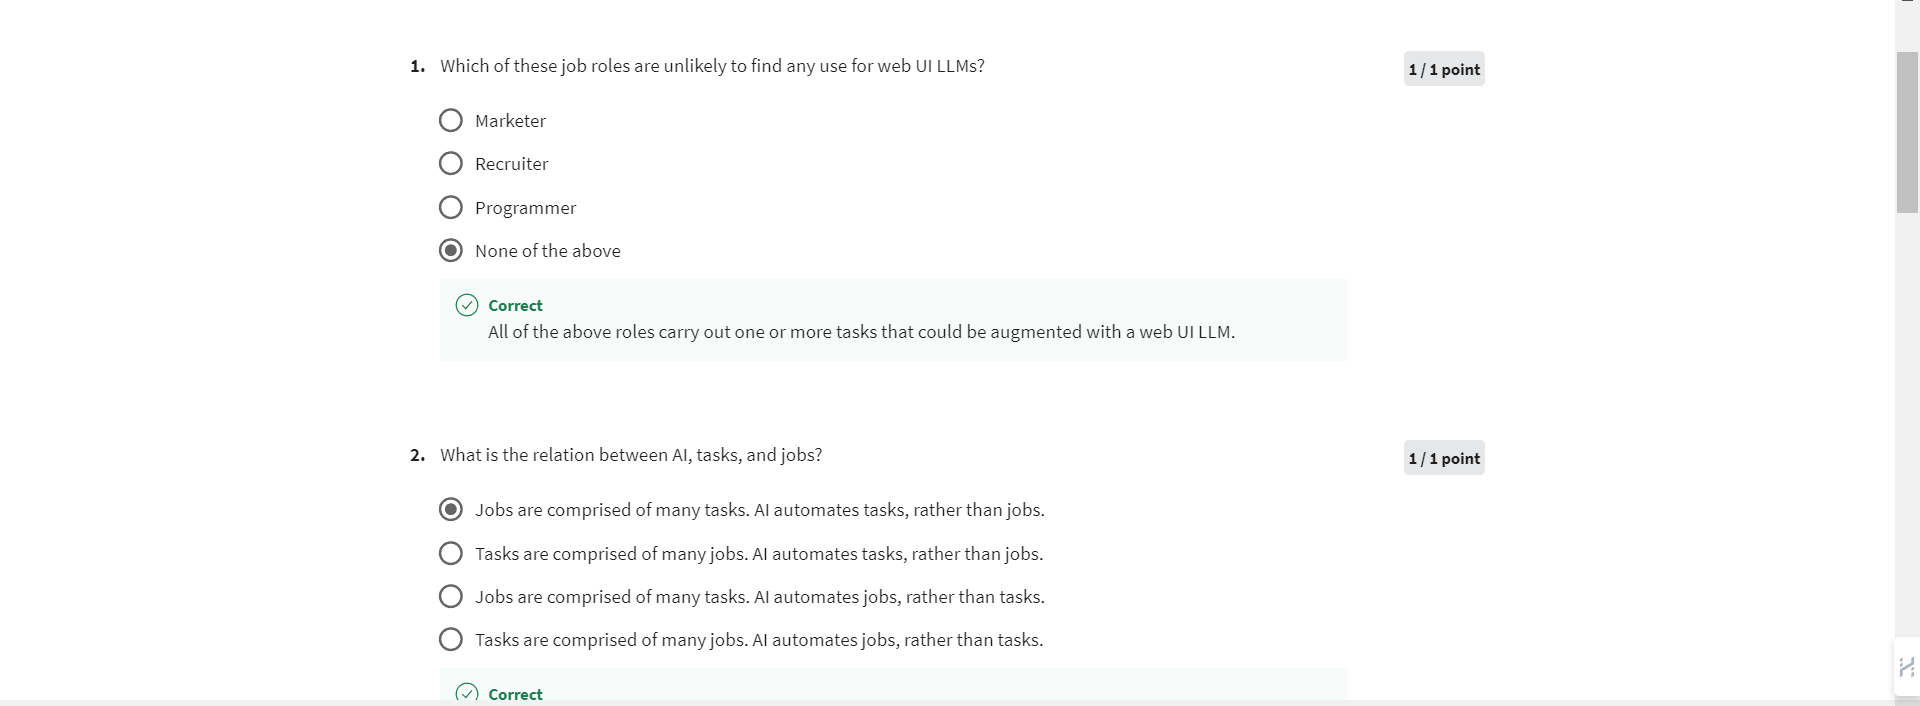 1. Which of these job roles are unlikely to find any use for web UI LLMs?
1 / 1 point
Marketer
Recruiter
Programmer
None of the above
Correct
All of the above roles carry out one or more tasks that could be augmented with a web UI LLM.
2. What is the relation between AI, tasks, and jobs?
1 / 1 point
Jobs are comprised of many tasks. AI automates tasks, rather than jobs.
Tasks are comprised of many jobs. AI automates tasks, rather than jobs.
Jobs are comprised of many tasks. AI automates jobs, rather than tasks.
Tasks are comprised of many jobs. AI automates jobs, rather than tasks.
Correct